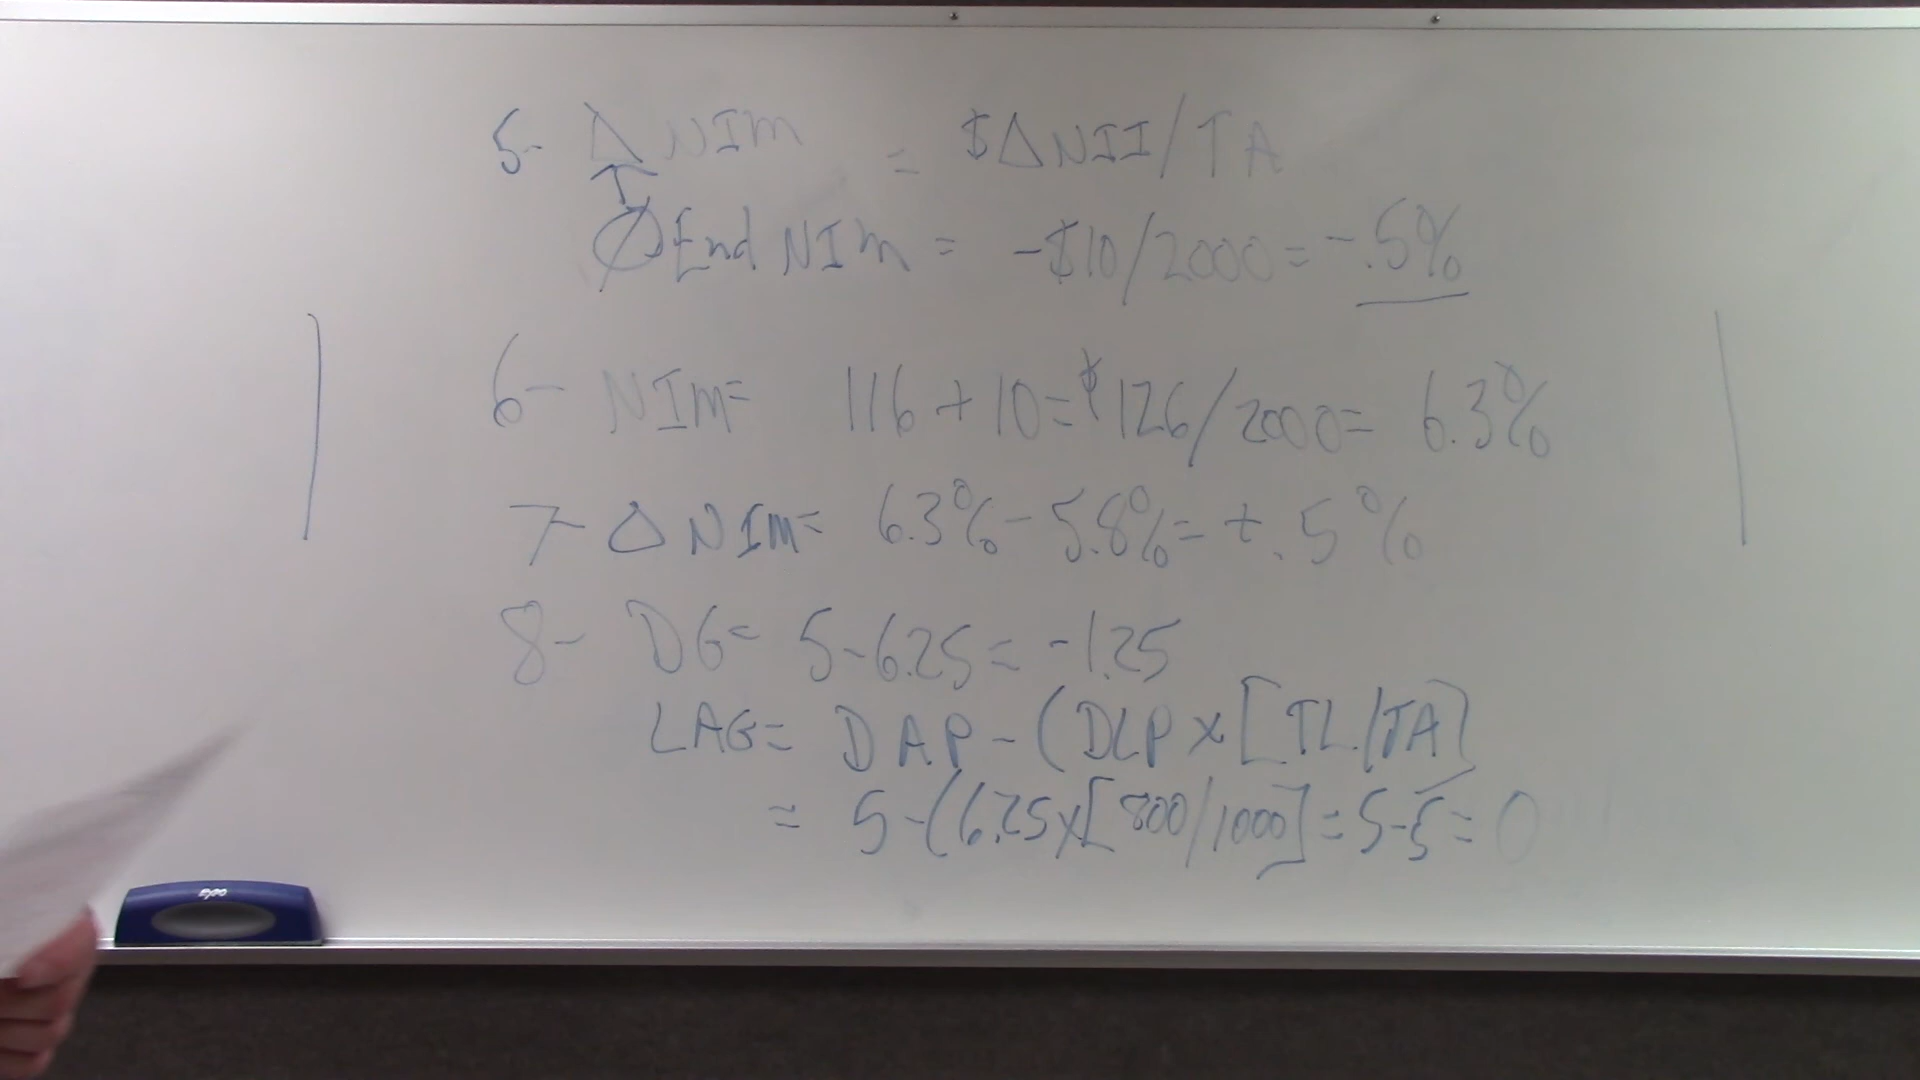 5- Δ NIM = $ΔNII/TA
∅ End NIM = -$10/2000 = -.5%
6- NIM= 116 + 10= $126/2000= 6.3%
7- Δ NIM= 6.3% - 5.8% = + .5%
8- DG= 5-6.25 = -1.25
LAG= DAP - (DLP x [TL/TA]
= 5-(6.25x[800/1000] = 5-5 = 0